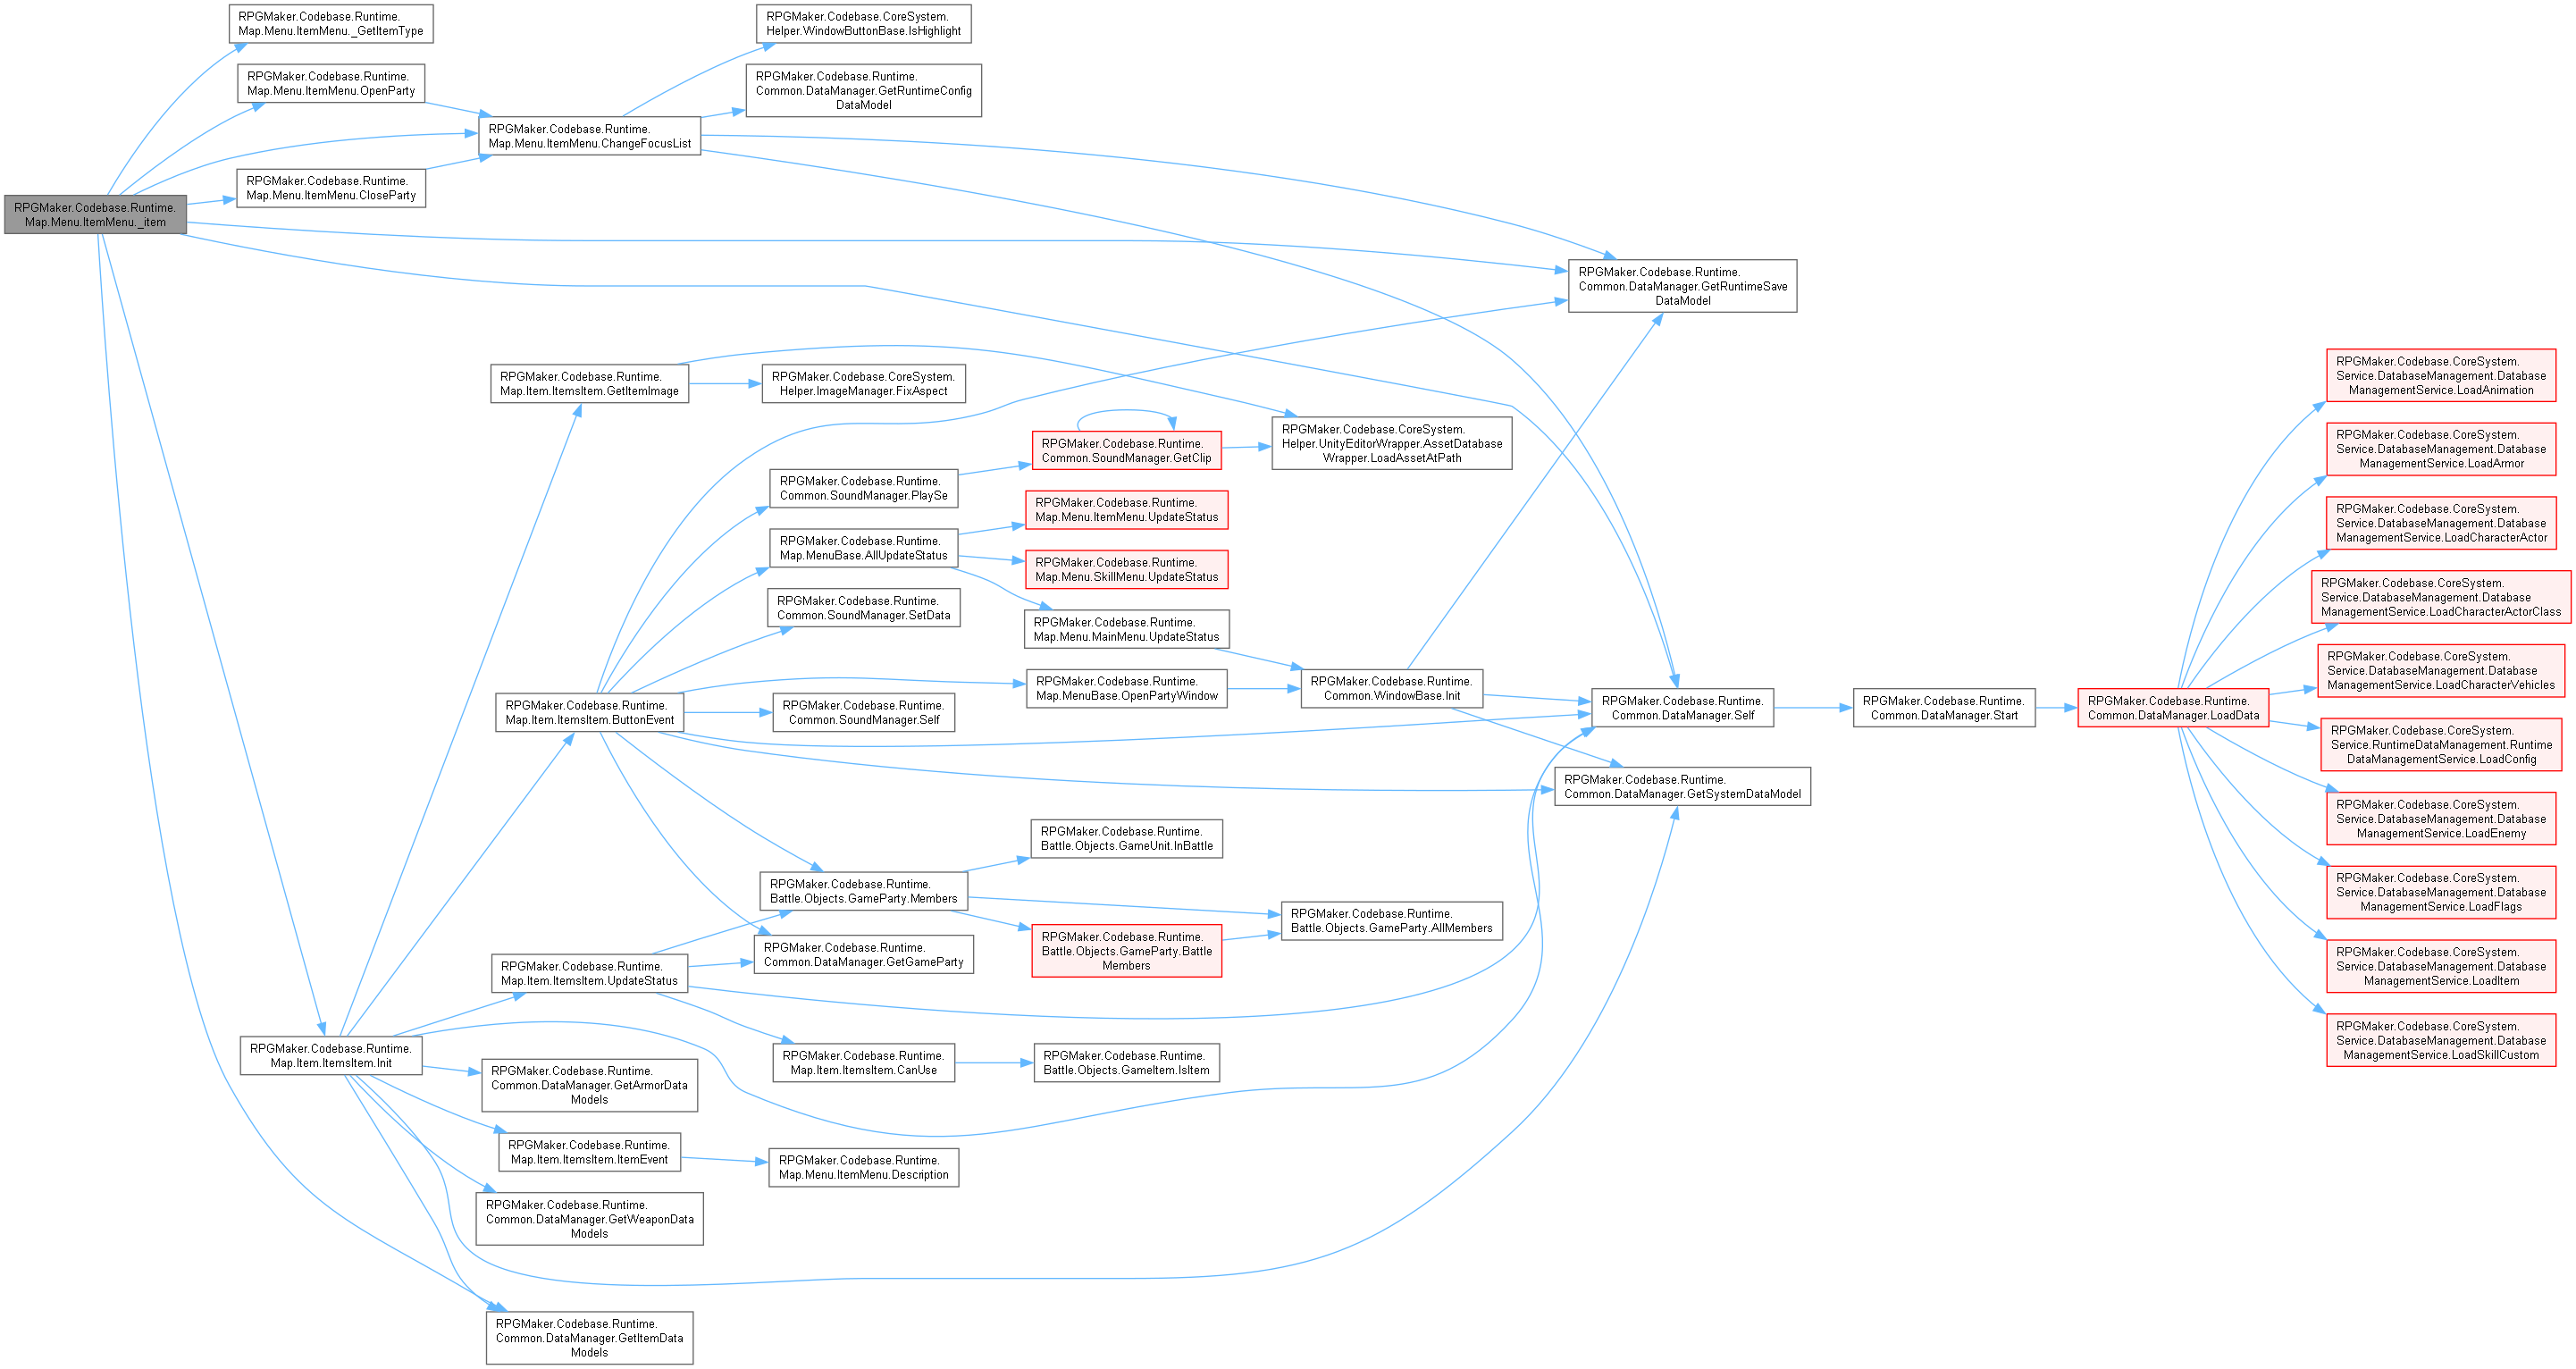 RPGMaker.Codebase.Runtime.
Map.Menu.ItemMenu._item
RPGMaker.Codebase.Runtime.
Map.Menu.ItemMenu._GetItemType
RPGMaker.Codebase.Runtime.
Map.Menu.ItemMenu.OpenParty
RPGMaker.Codebase.Runtime.
Map.Menu.ItemMenu.CloseParty
RPGMaker.Codebase.Runtime.
Map.Item.ItemsItem.Init
RPGMaker.Codebase.Runtime.
Map.Menu.ItemMenu.ChangeFocusList
RPGMaker.Codebase.Runtime.
Map.Item.ItemsItem.GetItemImage
RPGMaker.Codebase.Runtime.
Map.Item.ItemsItem.ButtonEvent
RPGMaker.Codebase.Runtime.
Map.Item.ItemsItem.UpdateStatus
RPGMaker.Codebase.Runtime.
Common.DataManager.GetArmorData
Models
RPGMaker.Codebase.Runtime.
Map.Item.ItemsItem.ItemEvent
RPGMaker.Codebase.Runtime.
Common.DataManager.GetWeaponData
Models
RPGMaker.Codebase.Runtime.
Common.DataManager.GetItemData
Models
RPGMaker.Codebase.CoreSystem.
Helper.WindowButtonBase.IsHighlight
RPGMaker.Codebase.Runtime.
Common.DataManager.GetRuntimeConfig
DataModel
RPGMaker.Codebase.CoreSystem.
Helper.ImageManager.FixAspect
RPGMaker.Codebase.Runtime.
Common.SoundManager.PlaySe
RPGMaker.Codebase.Runtime.
Map.MenuBase.AllUpdateStatus
RPGMaker.Codebase.Runtime.
Common.SoundManager.SetData
RPGMaker.Codebase.Runtime.
Common.SoundManager.Self
RPGMaker.Codebase.Runtime.
Battle.Objects.GameParty.Members
RPGMaker.Codebase.Runtime.
Common.DataManager.GetGameParty
RPGMaker.Codebase.Runtime.
Map.Item.ItemsItem.CanUse
RPGMaker.Codebase.Runtime.
Map.Menu.ItemMenu.Description
RPGMaker.Codebase.Runtime.
Common.SoundManager.GetClip
RPGMaker.Codebase.Runtime.
Map.Menu.ItemMenu.UpdateStatus
RPGMaker.Codebase.Runtime.
Map.Menu.SkillMenu.UpdateStatus
RPGMaker.Codebase.Runtime.
Map.Menu.MainMenu.UpdateStatus
RPGMaker.Codebase.Runtime.
Map.MenuBase.OpenPartyWindow
RPGMaker.Codebase.Runtime.
Battle.Objects.GameUnit.InBattle
RPGMaker.Codebase.Runtime.
Battle.Objects.GameParty.Battle
Members
RPGMaker.Codebase.Runtime.
Battle.Objects.GameItem.IsItem
RPGMaker.Codebase.CoreSystem.
Helper.UnityEditorWrapper.AssetDatabase
Wrapper.LoadAssetAtPath
RPGMaker.Codebase.Runtime.
Common.WindowBase.Init
RPGMaker.Codebase.Runtime.
Battle.Objects.GameParty.AllMembers
RPGMaker.Codebase.Runtime.
Common.DataManager.GetRuntimeSave
DataModel
RPGMaker.Codebase.Runtime.
Common.DataManager.Self
RPGMaker.Codebase.Runtime.
Common.DataManager.GetSystemDataModel
RPGMaker.Codebase.Runtime.
Common.DataManager.Start
RPGMaker.Codebase.Runtime.
Common.DataManager.LoadData
RPGMaker.Codebase.CoreSystem.
Service.DatabaseManagement.Database
ManagementService.LoadAnimation
RPGMaker.Codebase.CoreSystem.
Service.DatabaseManagement.Database
ManagementService.LoadArmor
RPGMaker.Codebase.CoreSystem.
Service.DatabaseManagement.Database
ManagementService.LoadCharacterActor
RPGMaker.Codebase.CoreSystem.
Service.DatabaseManagement.Database
ManagementService.LoadCharacterActorClass
RPGMaker.Codebase.CoreSystem.
Service.DatabaseManagement.Database
ManagementService.LoadCharacterVehicles
RPGMaker.Codebase.CoreSystem.
Service.RuntimeDataManagement.Runtime
DataManagementService.LoadConfig
RPGMaker.Codebase.CoreSystem.
Service.DatabaseManagement.Database
ManagementService.LoadEnemy
RPGMaker.Codebase.CoreSystem.
Service.DatabaseManagement.Database
ManagementService.LoadFlags
RPGMaker.Codebase.CoreSystem.
Service.DatabaseManagement.Database
ManagementService.LoadItem
RPGMaker.Codebase.CoreSystem.
Service.DatabaseManagement.Database
ManagementService.LoadSkillCustom